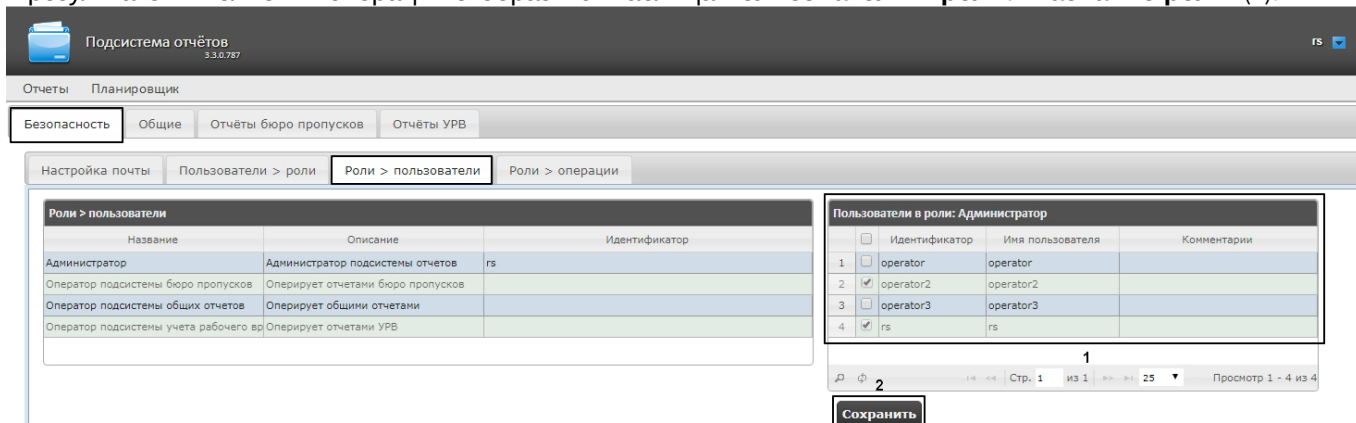 Подсистема отчётов
3.3.0.787
rs
Отчеты Планировщик
Безопасность Общие Отчёты бюро пропусков Отчёты УРВ
Настройка почты Пользователи > роли Роли > пользователи Роли > операции
Роли > пользователи
Название Описание Идентификатор
Администратор Администратор подсистемы отчетов rs
Оператор подсистемы бюро пропусков Оперирует отчетами бюро пропусков
Оператор подсистемы общих отчетов Оперирует общими отчетами
Оператор подсистемы учета рабочего вр Оперирует отчетами УРВ
Пользователи в роли: Администратор
Идентификатор Имя пользователя Комментарии
1 operator operator
2 operator2 operator2
3 operator3 operator3
4 rs rs
1
Стр. 1 из 1 25 Просмотр 1 - 4 из 4
2
Сохранить